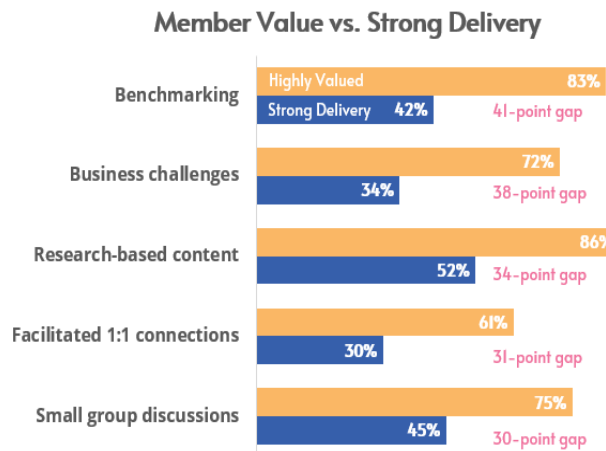 Member Value vs. Strong Delivery
Benchmarking
Highly Valued 83%
Strong Delivery 42% 41-point gap
Business challenges
72%
34% 38-point gap
Research-based content
86%
52% 34-point gap
Facilitated 1:1 connections
61%
30% 31-point gap
Small group discussions
75%
45% 30-point gap